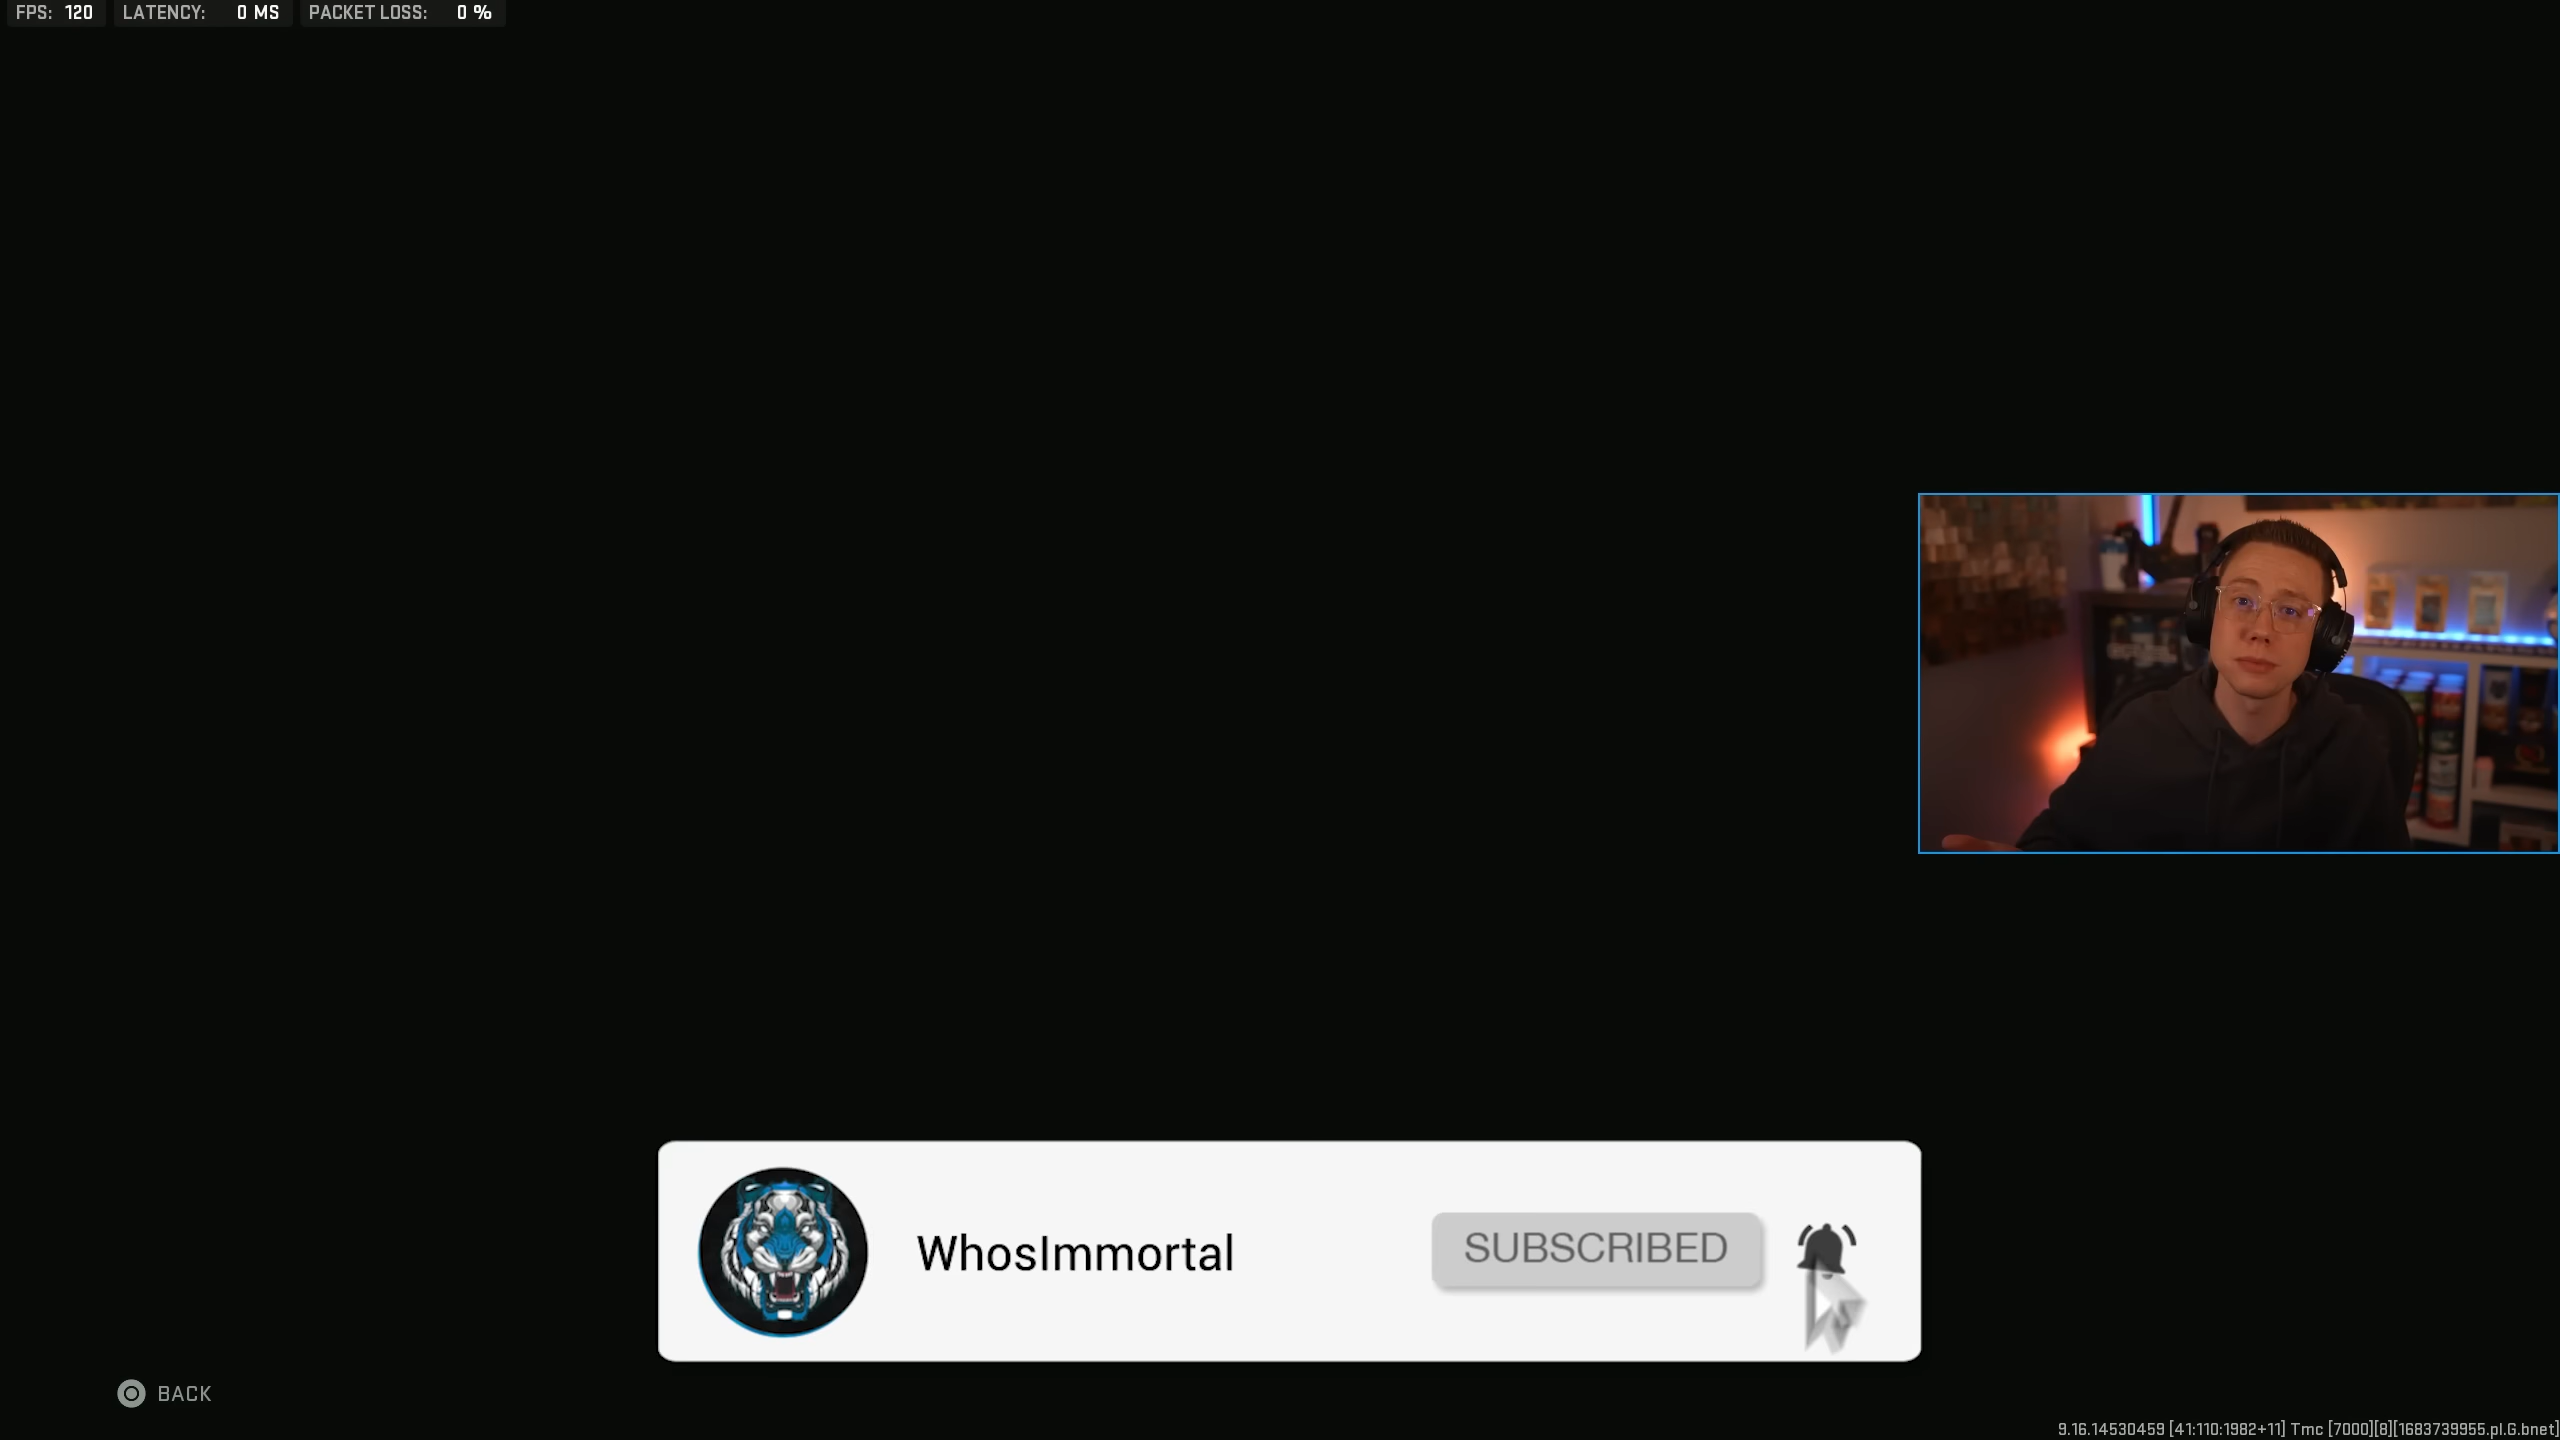 FPS: 120 LATENCY: 0 MS PACKET LOSS: 0 %
WhosImmortal
SUBSCRIBED
BACK
9.16.14530459 [41:110:1982+11] Tmc [7000][8][1683739955.pl.G.bnet]